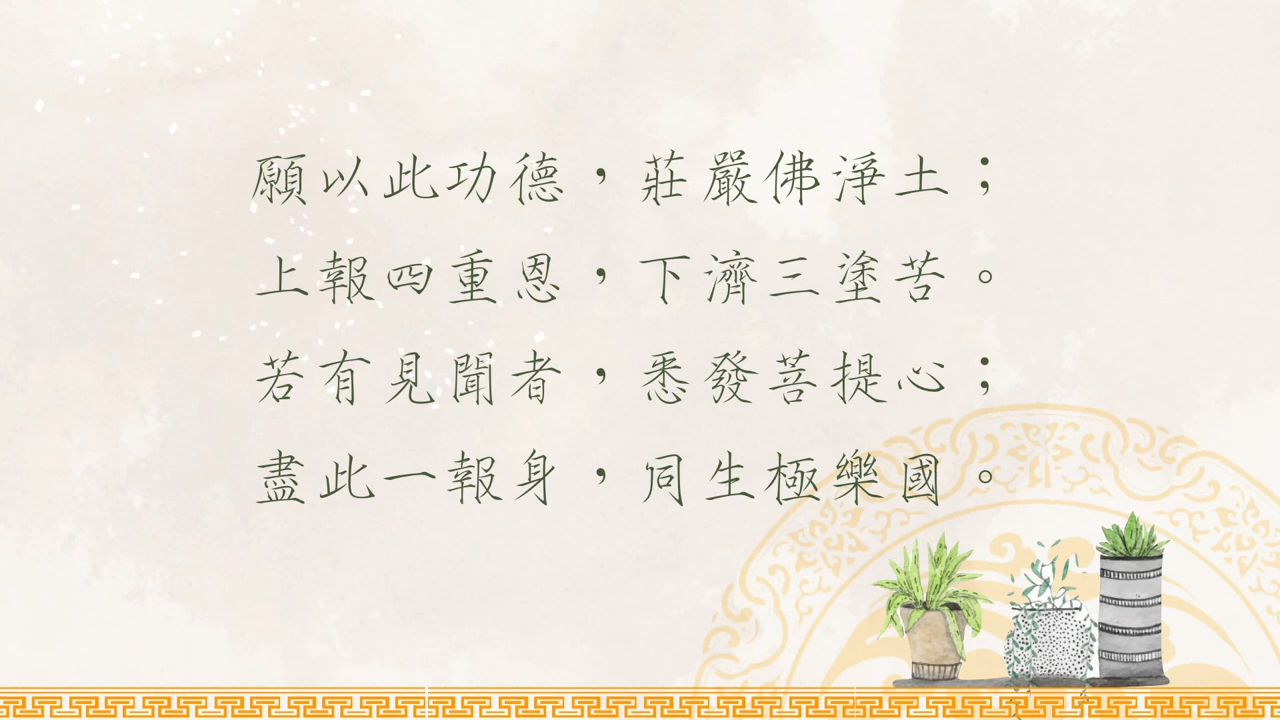 願以此功德，莊嚴佛淨土；
上報四重恩，下濟三塗苦。
若有見聞者，悉發菩提心；
盡此一報身，同生極樂國。